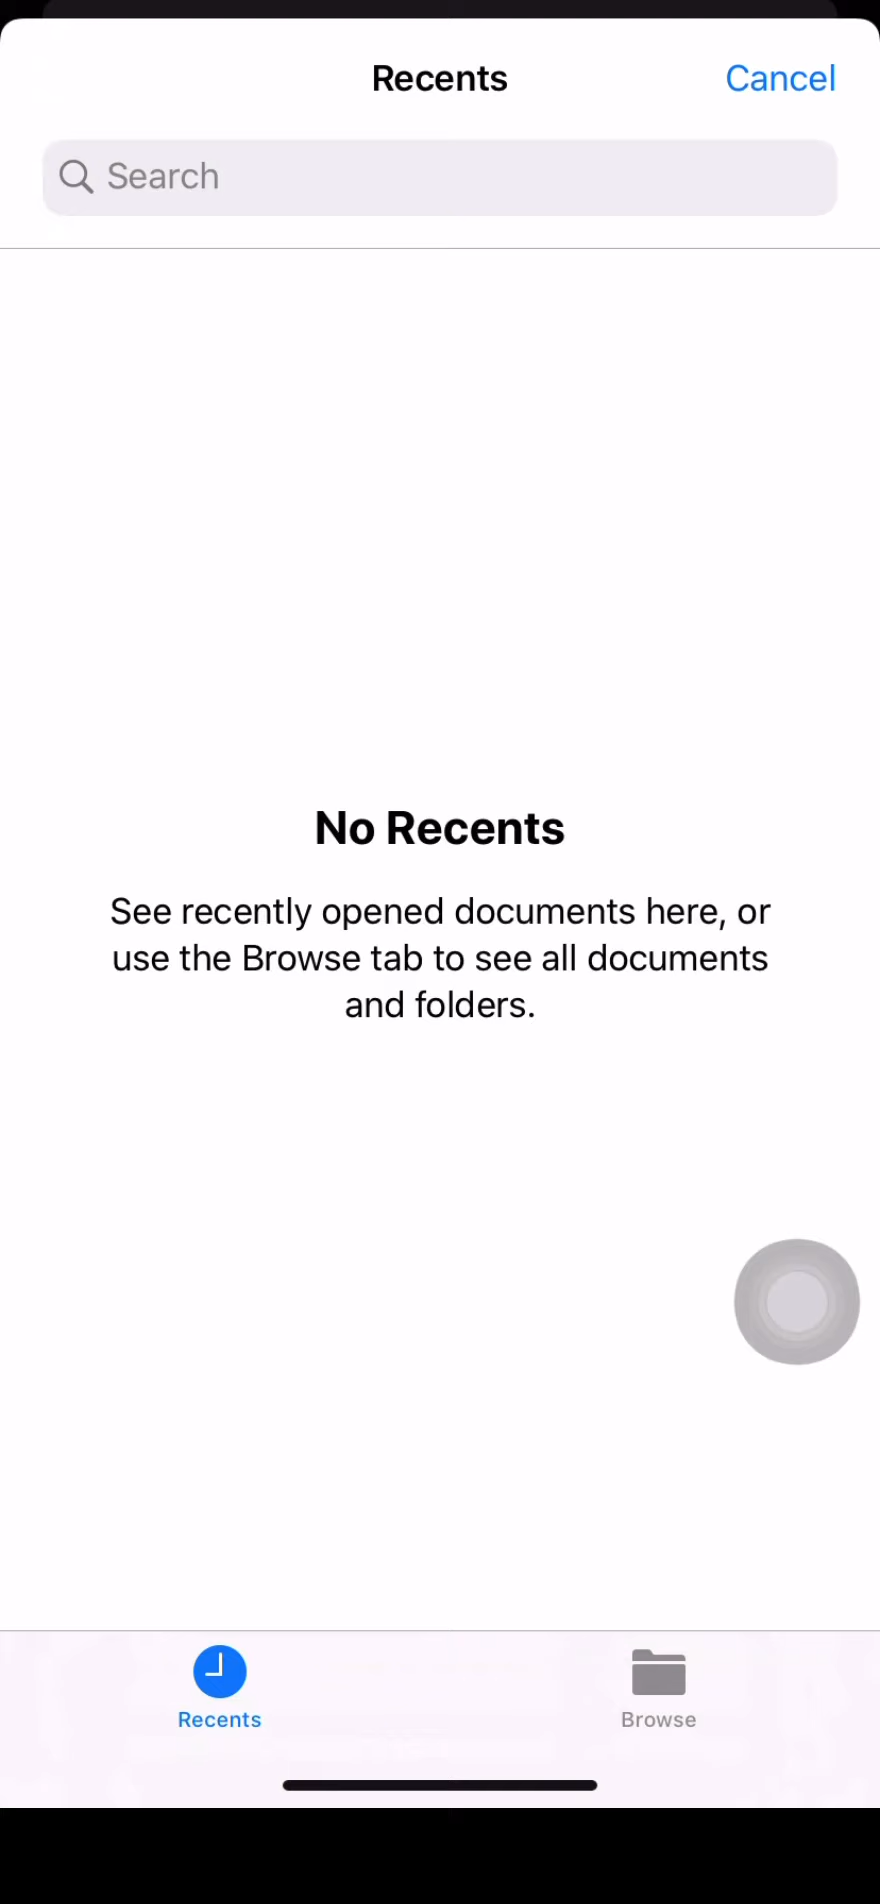 Recents
Cancel
Search
No Recents
See recently opened documents here, or
use the Browse tab to see all documents
and folders.
Recents
Browse